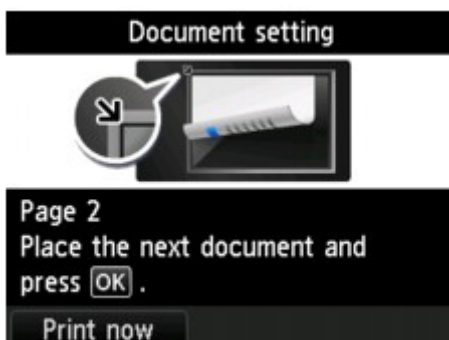 Document setting
Page 2
Place the next document and
press OK .
Print now